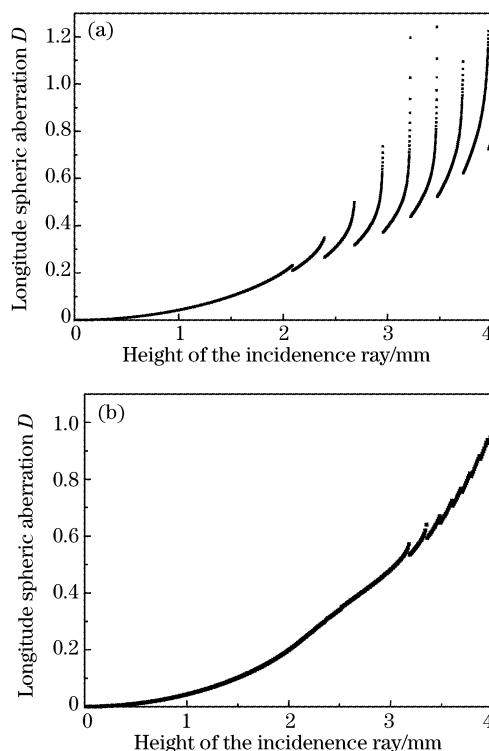 (a)
Longitude spheric aberration D
1.2
1.0
0.8
0.6
0.4
0.2
0
0 1 2 3 4
Height of the incidenence ray/mm
(b)
Longitude spheric aberration D
1.0
0.8
0.6
0.4
0.2
0
0 1 2 3 4
Height of the incidenence ray/mm